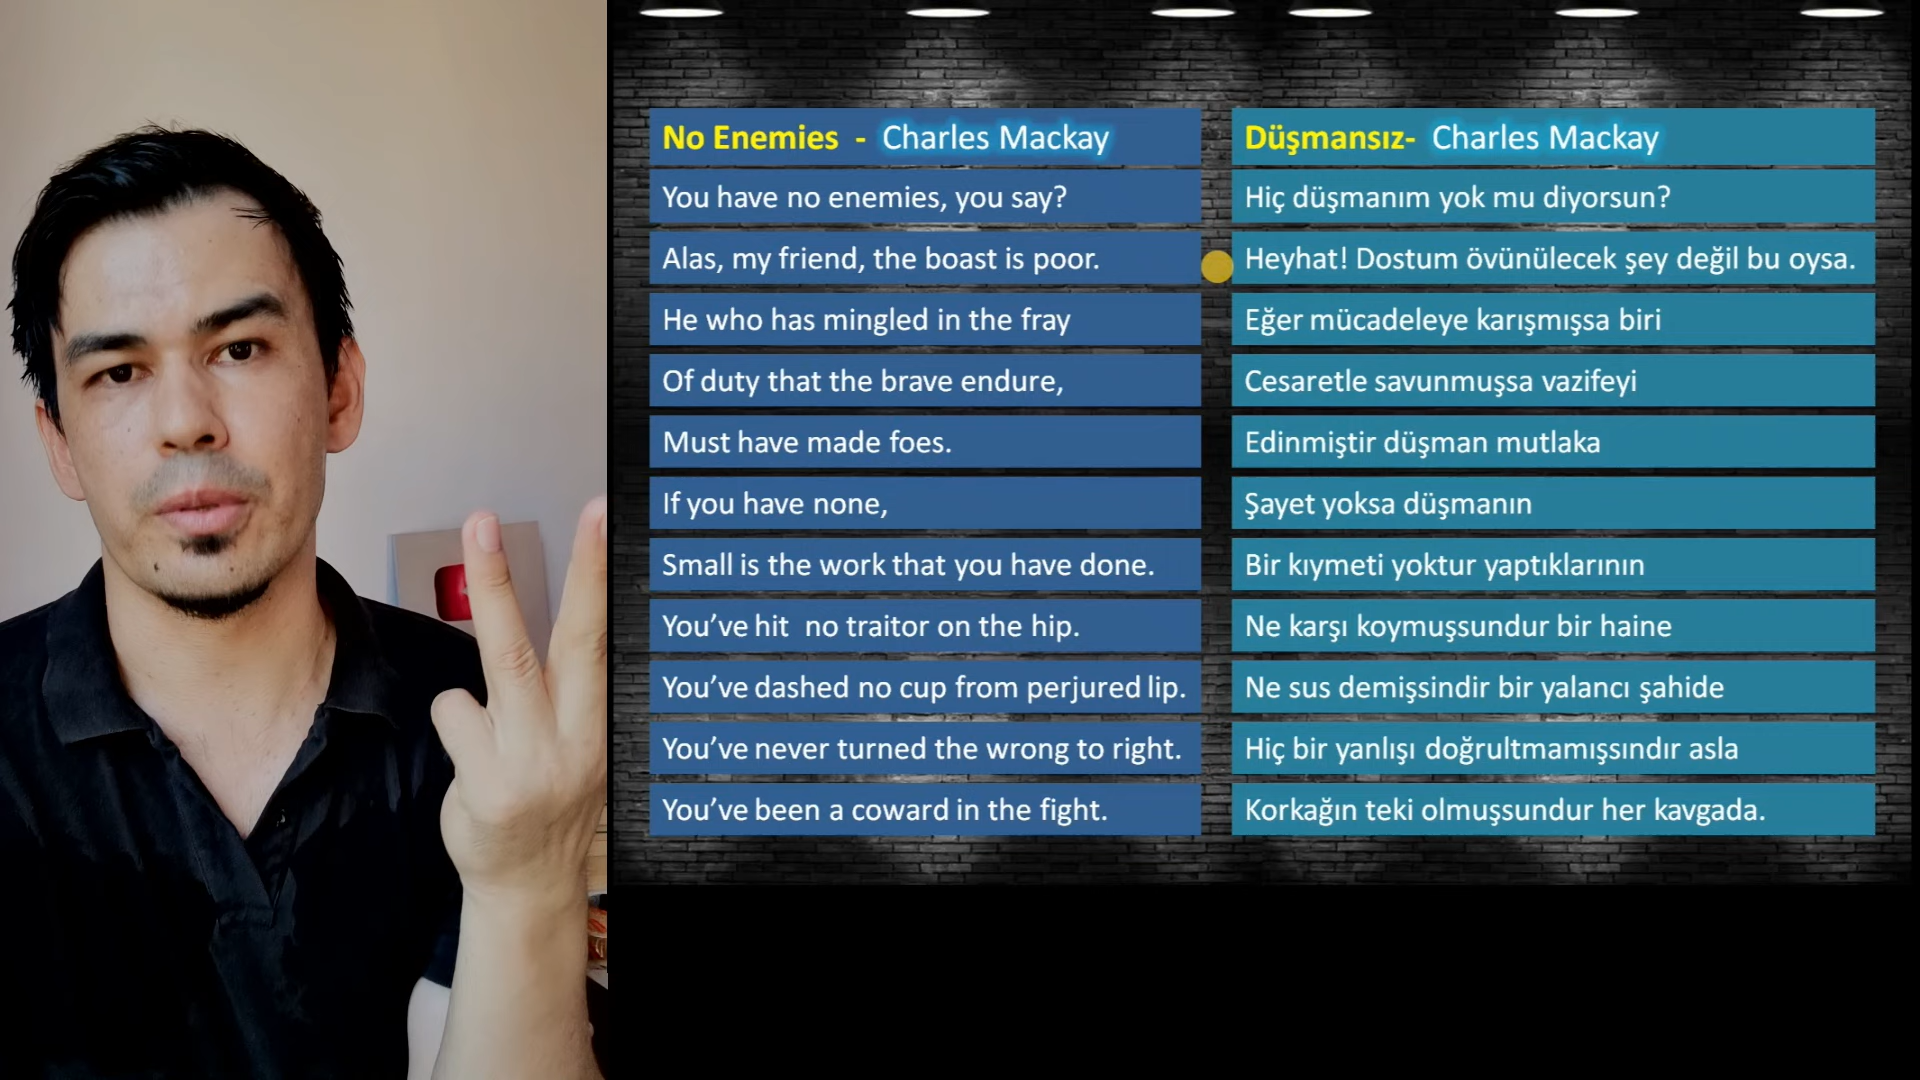 No Enemies - Charles Mackay
You have no enemies, you say?
Alas, my friend, the boast is poor.
He who has mingled in the fray
Of duty that the brave endure,
Must have made foes.
If you have none,
Small is the work that you have done.
You’ve hit no traitor on the hip.
You’ve dashed no cup from perjured lip.
You’ve never turned the wrong to right.
You’ve been a coward in the fight.
Düşmansız- Charles Mackay
Hiç düşmanım yok mu diyorsun?
Heyhat! Dostum övünülecek şey değil bu oysa.
Eğer mücadeleye karışmışsa biri
Cesaretle savunmuşsa vazifeyi
Edinmiştir düşman mutlaka
Şayet yoksa düşmanın
Bir kıymeti yoktur yaptıklarının
Ne karşı koymuşsundur bir haine
Ne sus demişsindir bir yalancı şahide
Hiç bir yanlışı doğrultmamışsındır asla
Korkağın teki olmuşsundur her kavgada.